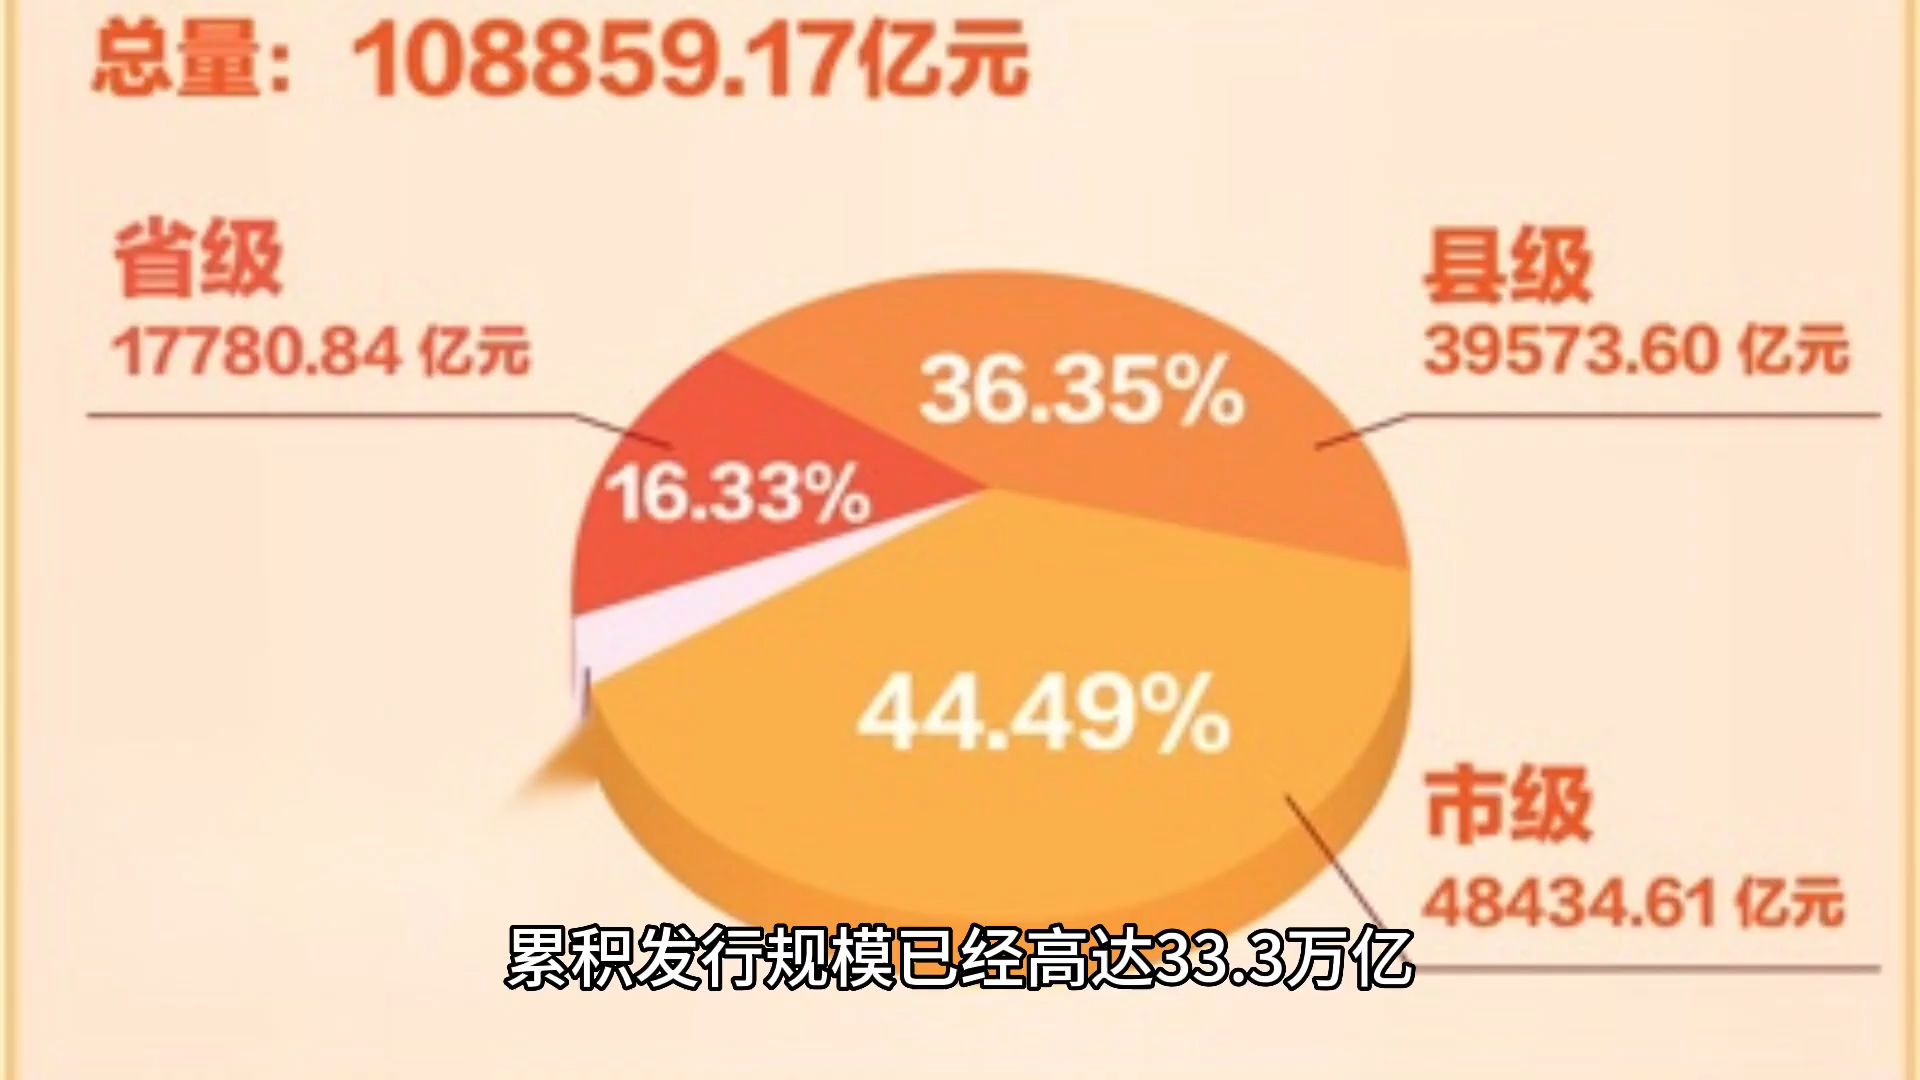 总量：108859.17亿元
省级
17780.84 亿元
县级
39573.60 亿元
36.35%
16.33%
44.49%
市级
48434.61 亿元
累积发行规模已经高达33.3万亿